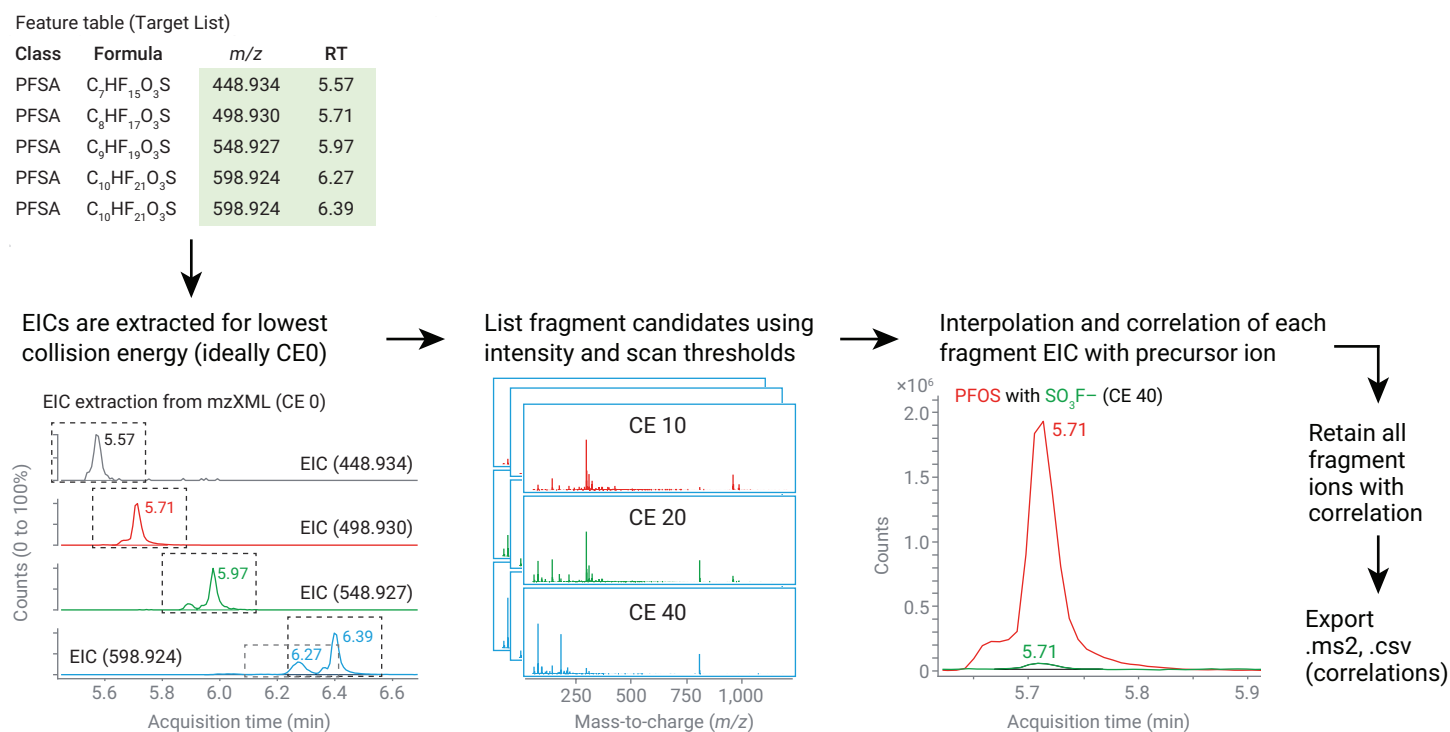 Feature table (Target List)
Class Formula m/z RT
PFSA C₇HF₁₅O₃S 448.934 5.57
PFSA C₈HF₁₇O₃S 498.930 5.71
PFSA C₉HF₁₉O₃S 548.927 5.97
PFSA C₁₀HF₂₁O₃S 598.924 6.27
PFSA C₁₀HF₂₁O₃S 598.924 6.39
EICs are extracted for lowest
collision energy (ideally CE0)
EIC extraction from mzXML (CE 0)
Counts (0 to 100%)
5.57
EIC (448.934)
5.71
EIC (498.930)
5.97
EIC (548.927)
EIC (598.924)
6.27
6.39
5.6 5.8 6.0 6.2 6.4 6.6
Acquisition time (min)
List fragment candidates using
intensity and scan thresholds
CE 10
CE 20
CE 40
250 500 750 1,000
Mass-to-charge (m/z)
Interpolation and correlation of each
fragment EIC with precursor ion
×10⁶
PFOS with SO₃F− (CE 40)
2.0
1.5
1.0
0.5
0
Counts
5.71
5.71
5.7 5.8 5.9
Acquisition time (min)
Retain all
fragment
ions with
correlation
Export
.ms2, .csv
(correlations)